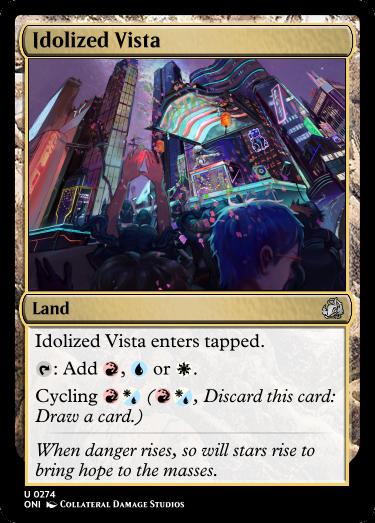 Idolized Vista
Land
Idolized Vista enters tapped.
: Add , or .
Cycling ( , Discard this card:
Draw a card.)
When danger rises, so will stars rise to
bring hope to the masses.
U 0274
ONI COLLATERAL DAMAGE STUDIOS